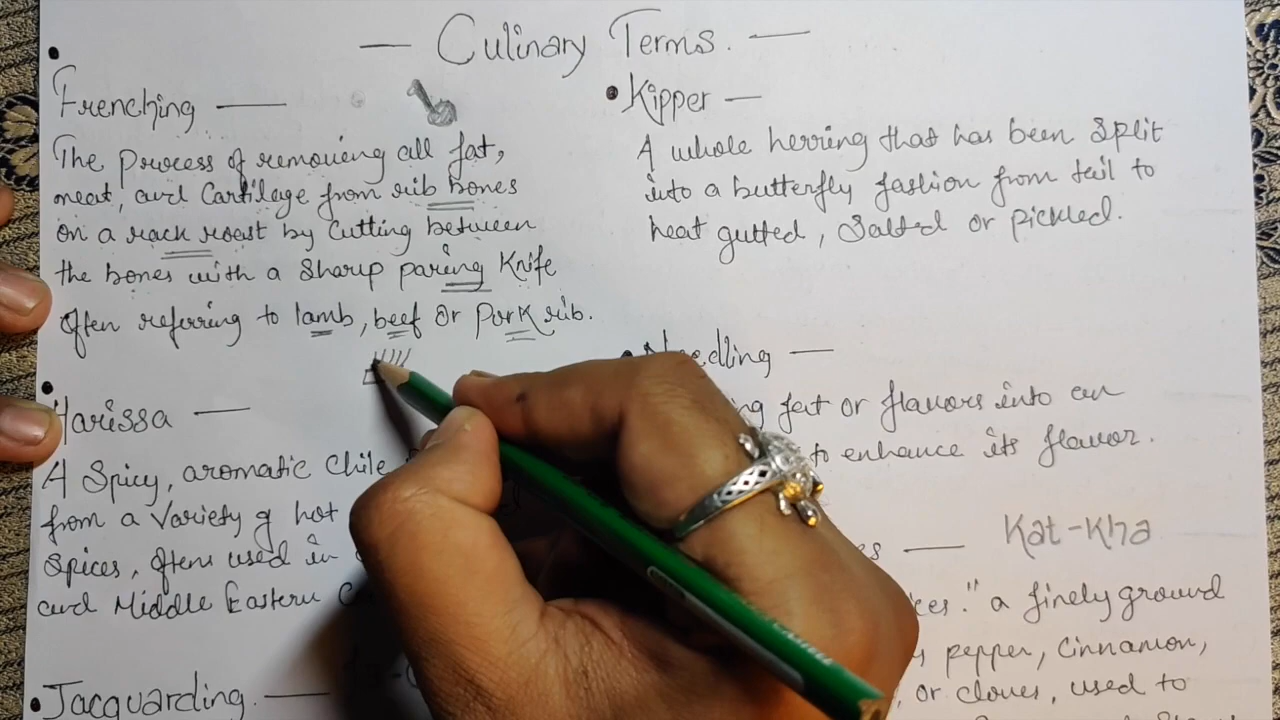 Culinary Terms.
Frenching
The process of removing all fat,
meat, and Cartilage from rib bones
on a rack roast by Cutting between
the bones with a Sharp paring Knife
Often referring to lamb, beef or Pork rib.
Harissa
A Spicy, aromatic Chile
from a Variety of hot
Spices, Often used in
and Middle Eastern
Jacquarding.
Kipper
A whole herring that has been Split
into a butterfly fashion from tail to
heat gutted, Salted or pickled.
Needling
fat or flavors into an
to enhance its flavor.
Kat-Kha
a finely ground
pepper, Cinnamon,
or cloves, used to